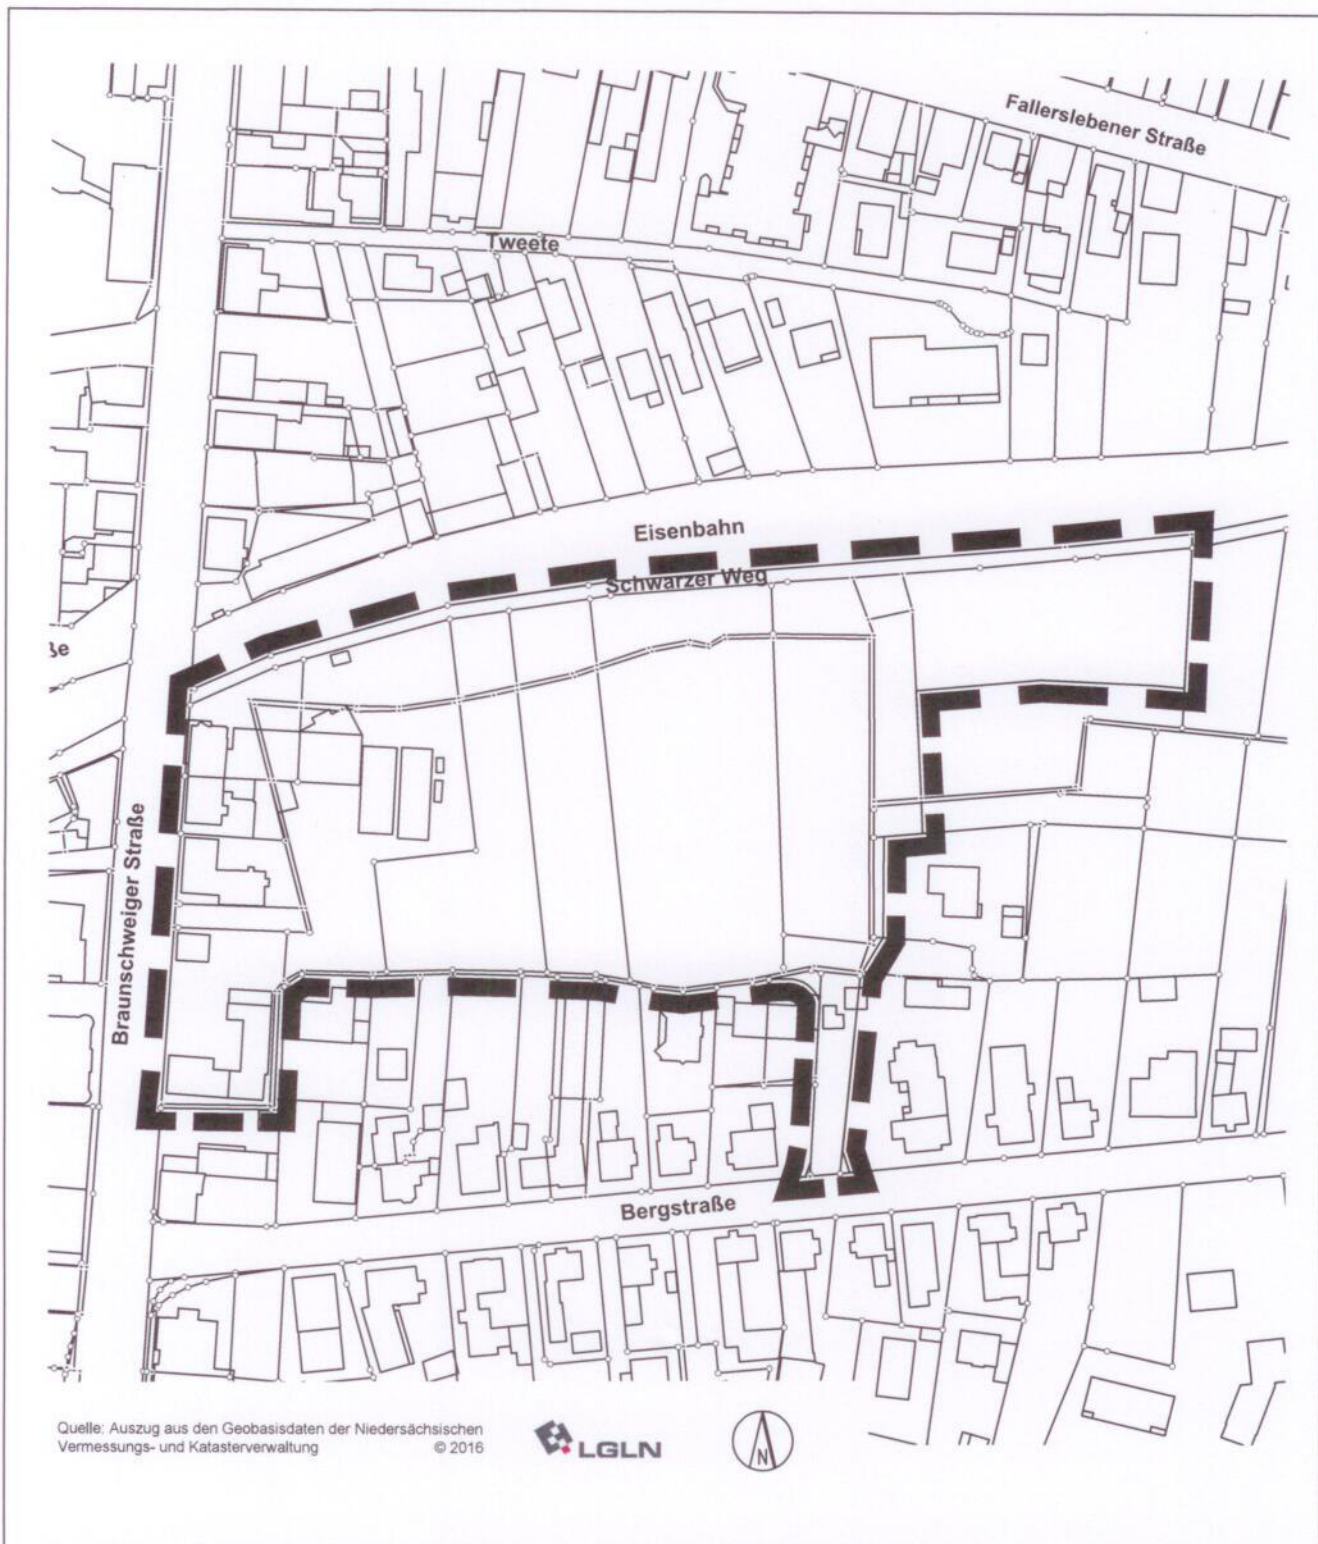 Fallerslebener Straße
Tweete
Eisenbahn
Schwarzer Weg
ße
Braunschweiger Straße
Bergstraße
Quelle: Auszug aus den Geobasisdaten der Niedersächsischen
Vermessungs- und Katasterverwaltung © 2016
LGLN
N